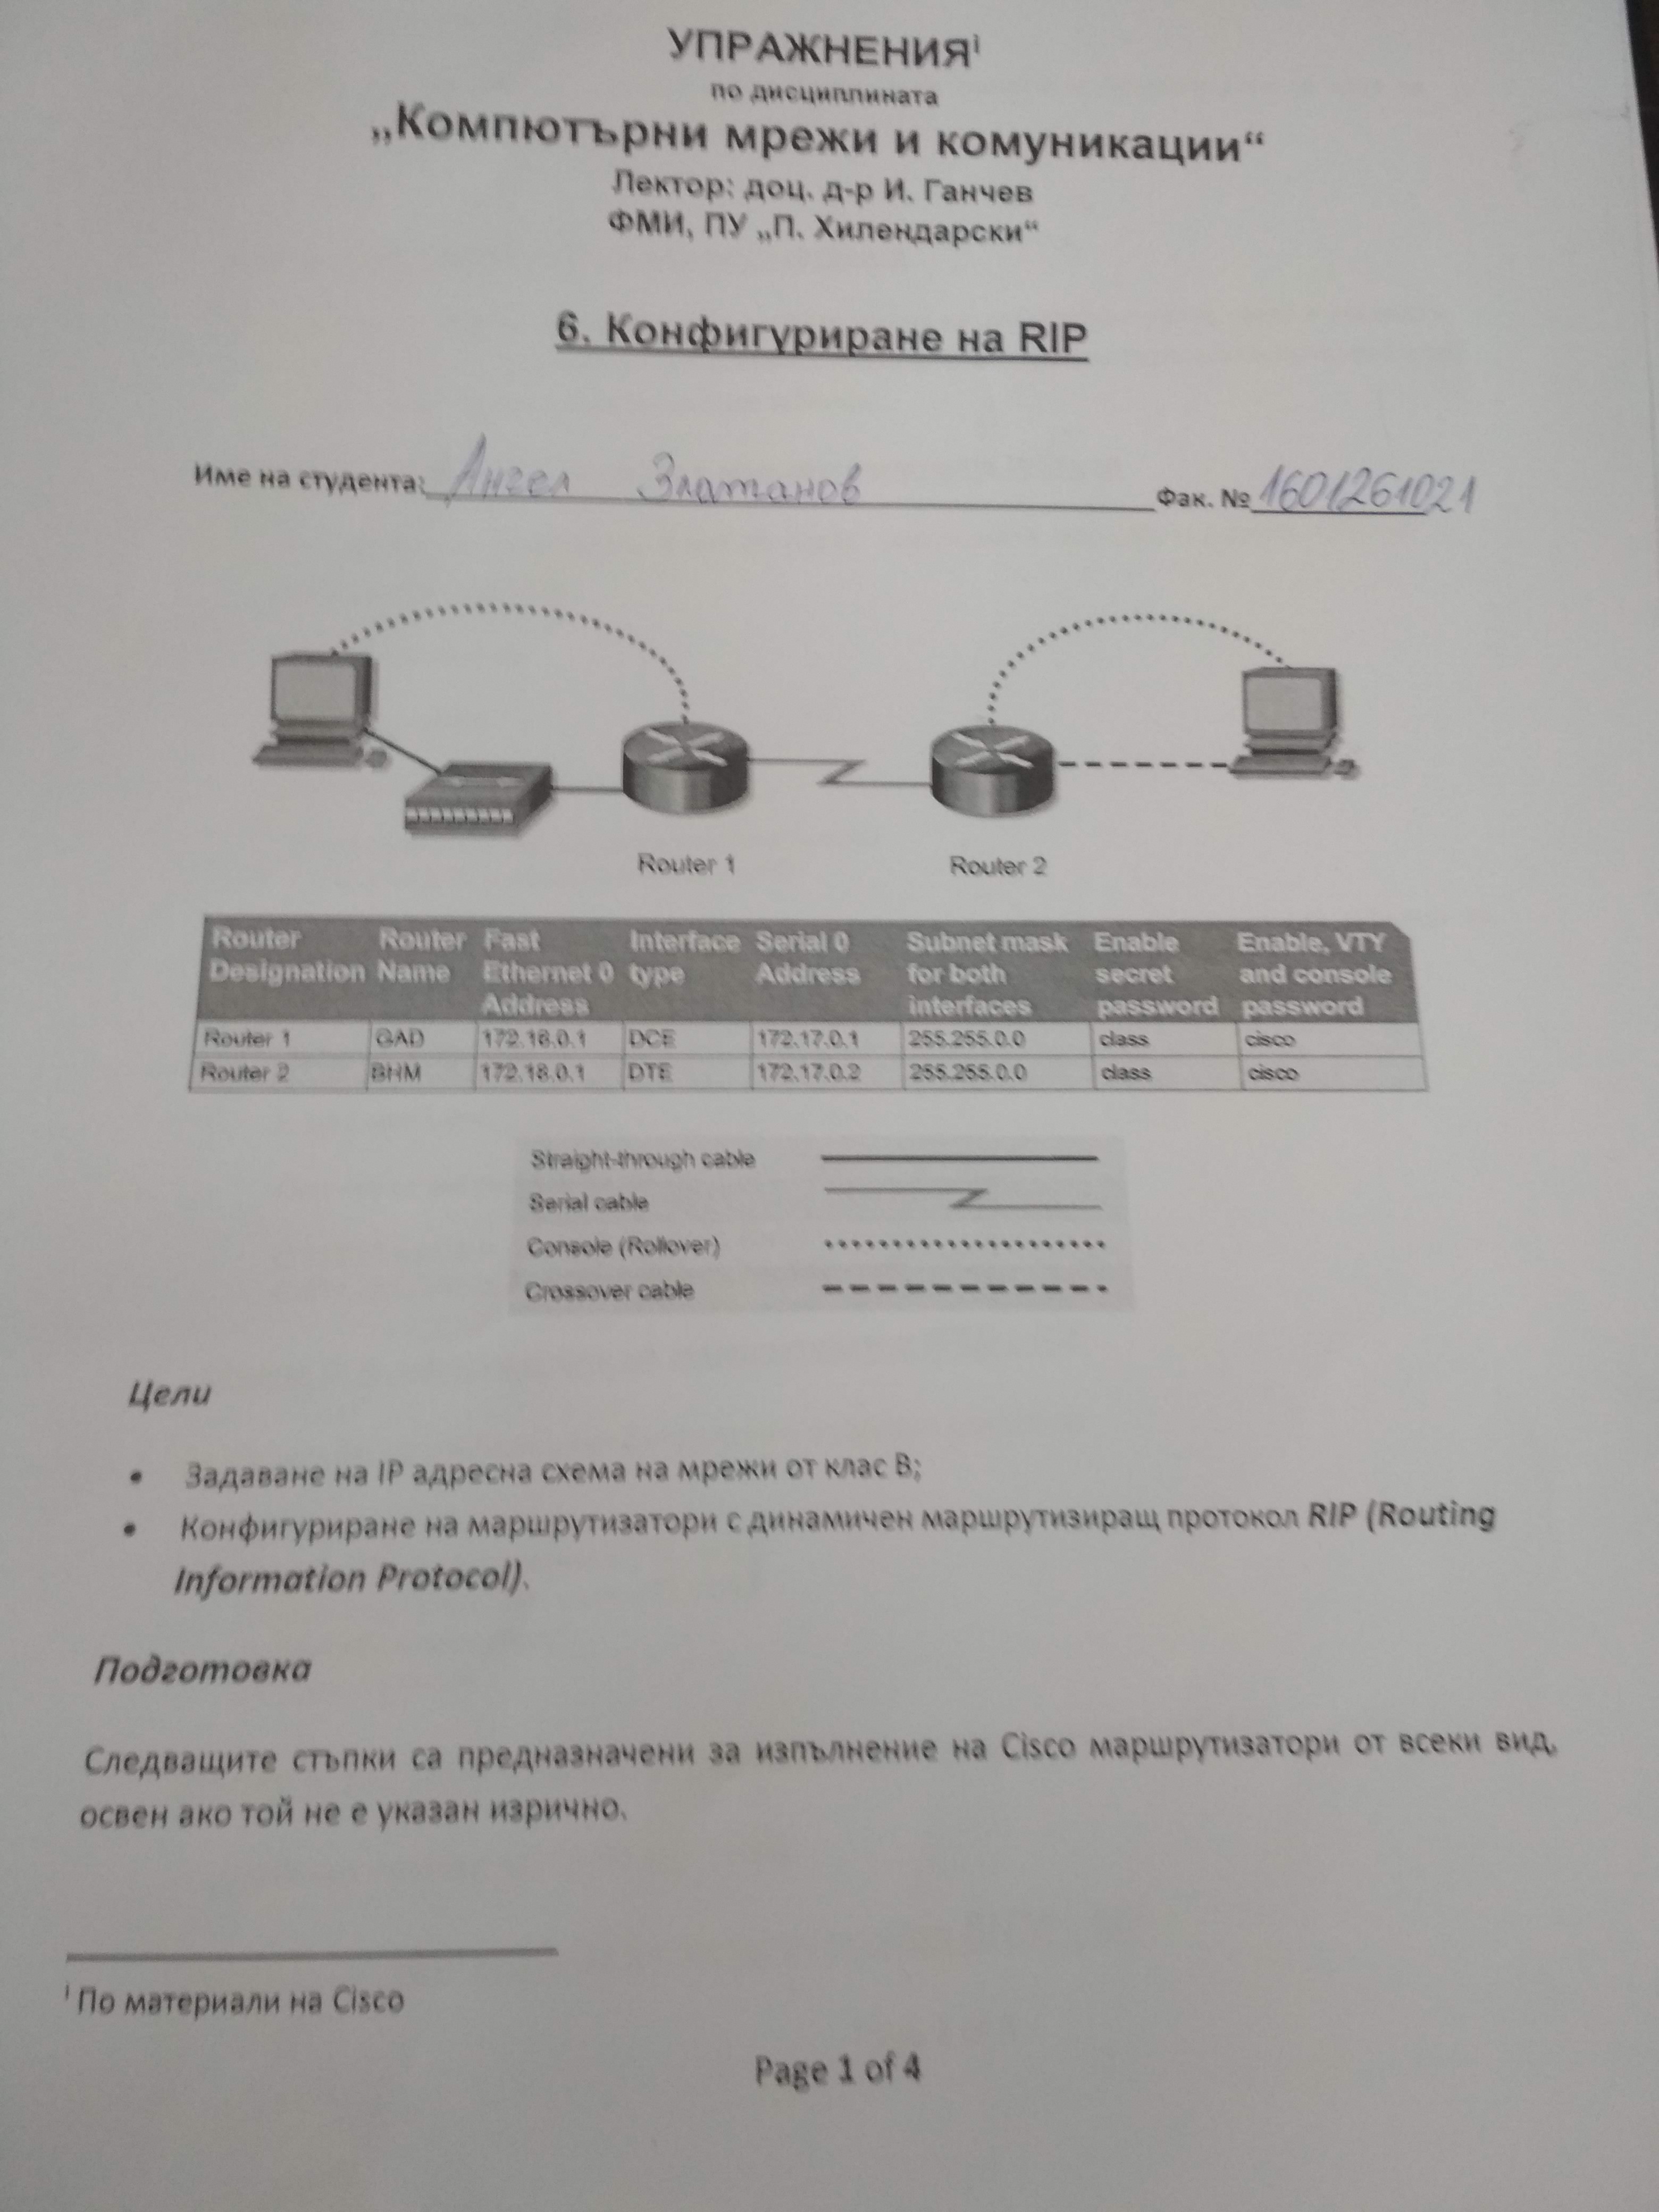 УПРАЖНЕНИЯⁱ
по дисциплината
„Компютърни мрежи и комуникации“
Лектор: доц. д-р И. Ганчев
ФМИ, ПУ „П. Хилендарски“
6. Конфигуриране на RIP
Име на студента: Ангел Златанов Фак. № 1601261021
Router 1 Router 2
Router Designation Router Name Fast Ethernet 0 Address Interface type Serial 0 Address Subnet mask for both interfaces Enable secret password Enable, VTY and console password
Router 1 GAD 172.16.0.1 DCE 172.17.0.1 255.255.0.0 class cisco
Router 2 BHM 172.18.0.1 DTE 172.17.0.2 255.255.0.0 class cisco
Straight-through cable
Serial cable
Console (Rollover)
Crossover cable
Цели
• Задаване на IP адресна схема на мрежи от клас B;
• Конфигуриране на маршрутизатори с динамичен маршрутизиращ протокол RIP (Routing
Information Protocol).
Подготовка
Следващите стъпки са предназначени за изпълнение на Cisco маршрутизатори от всеки вид,
освен ако той не е указан изрично.
ⁱ По материали на Cisco
Page 1 of 4